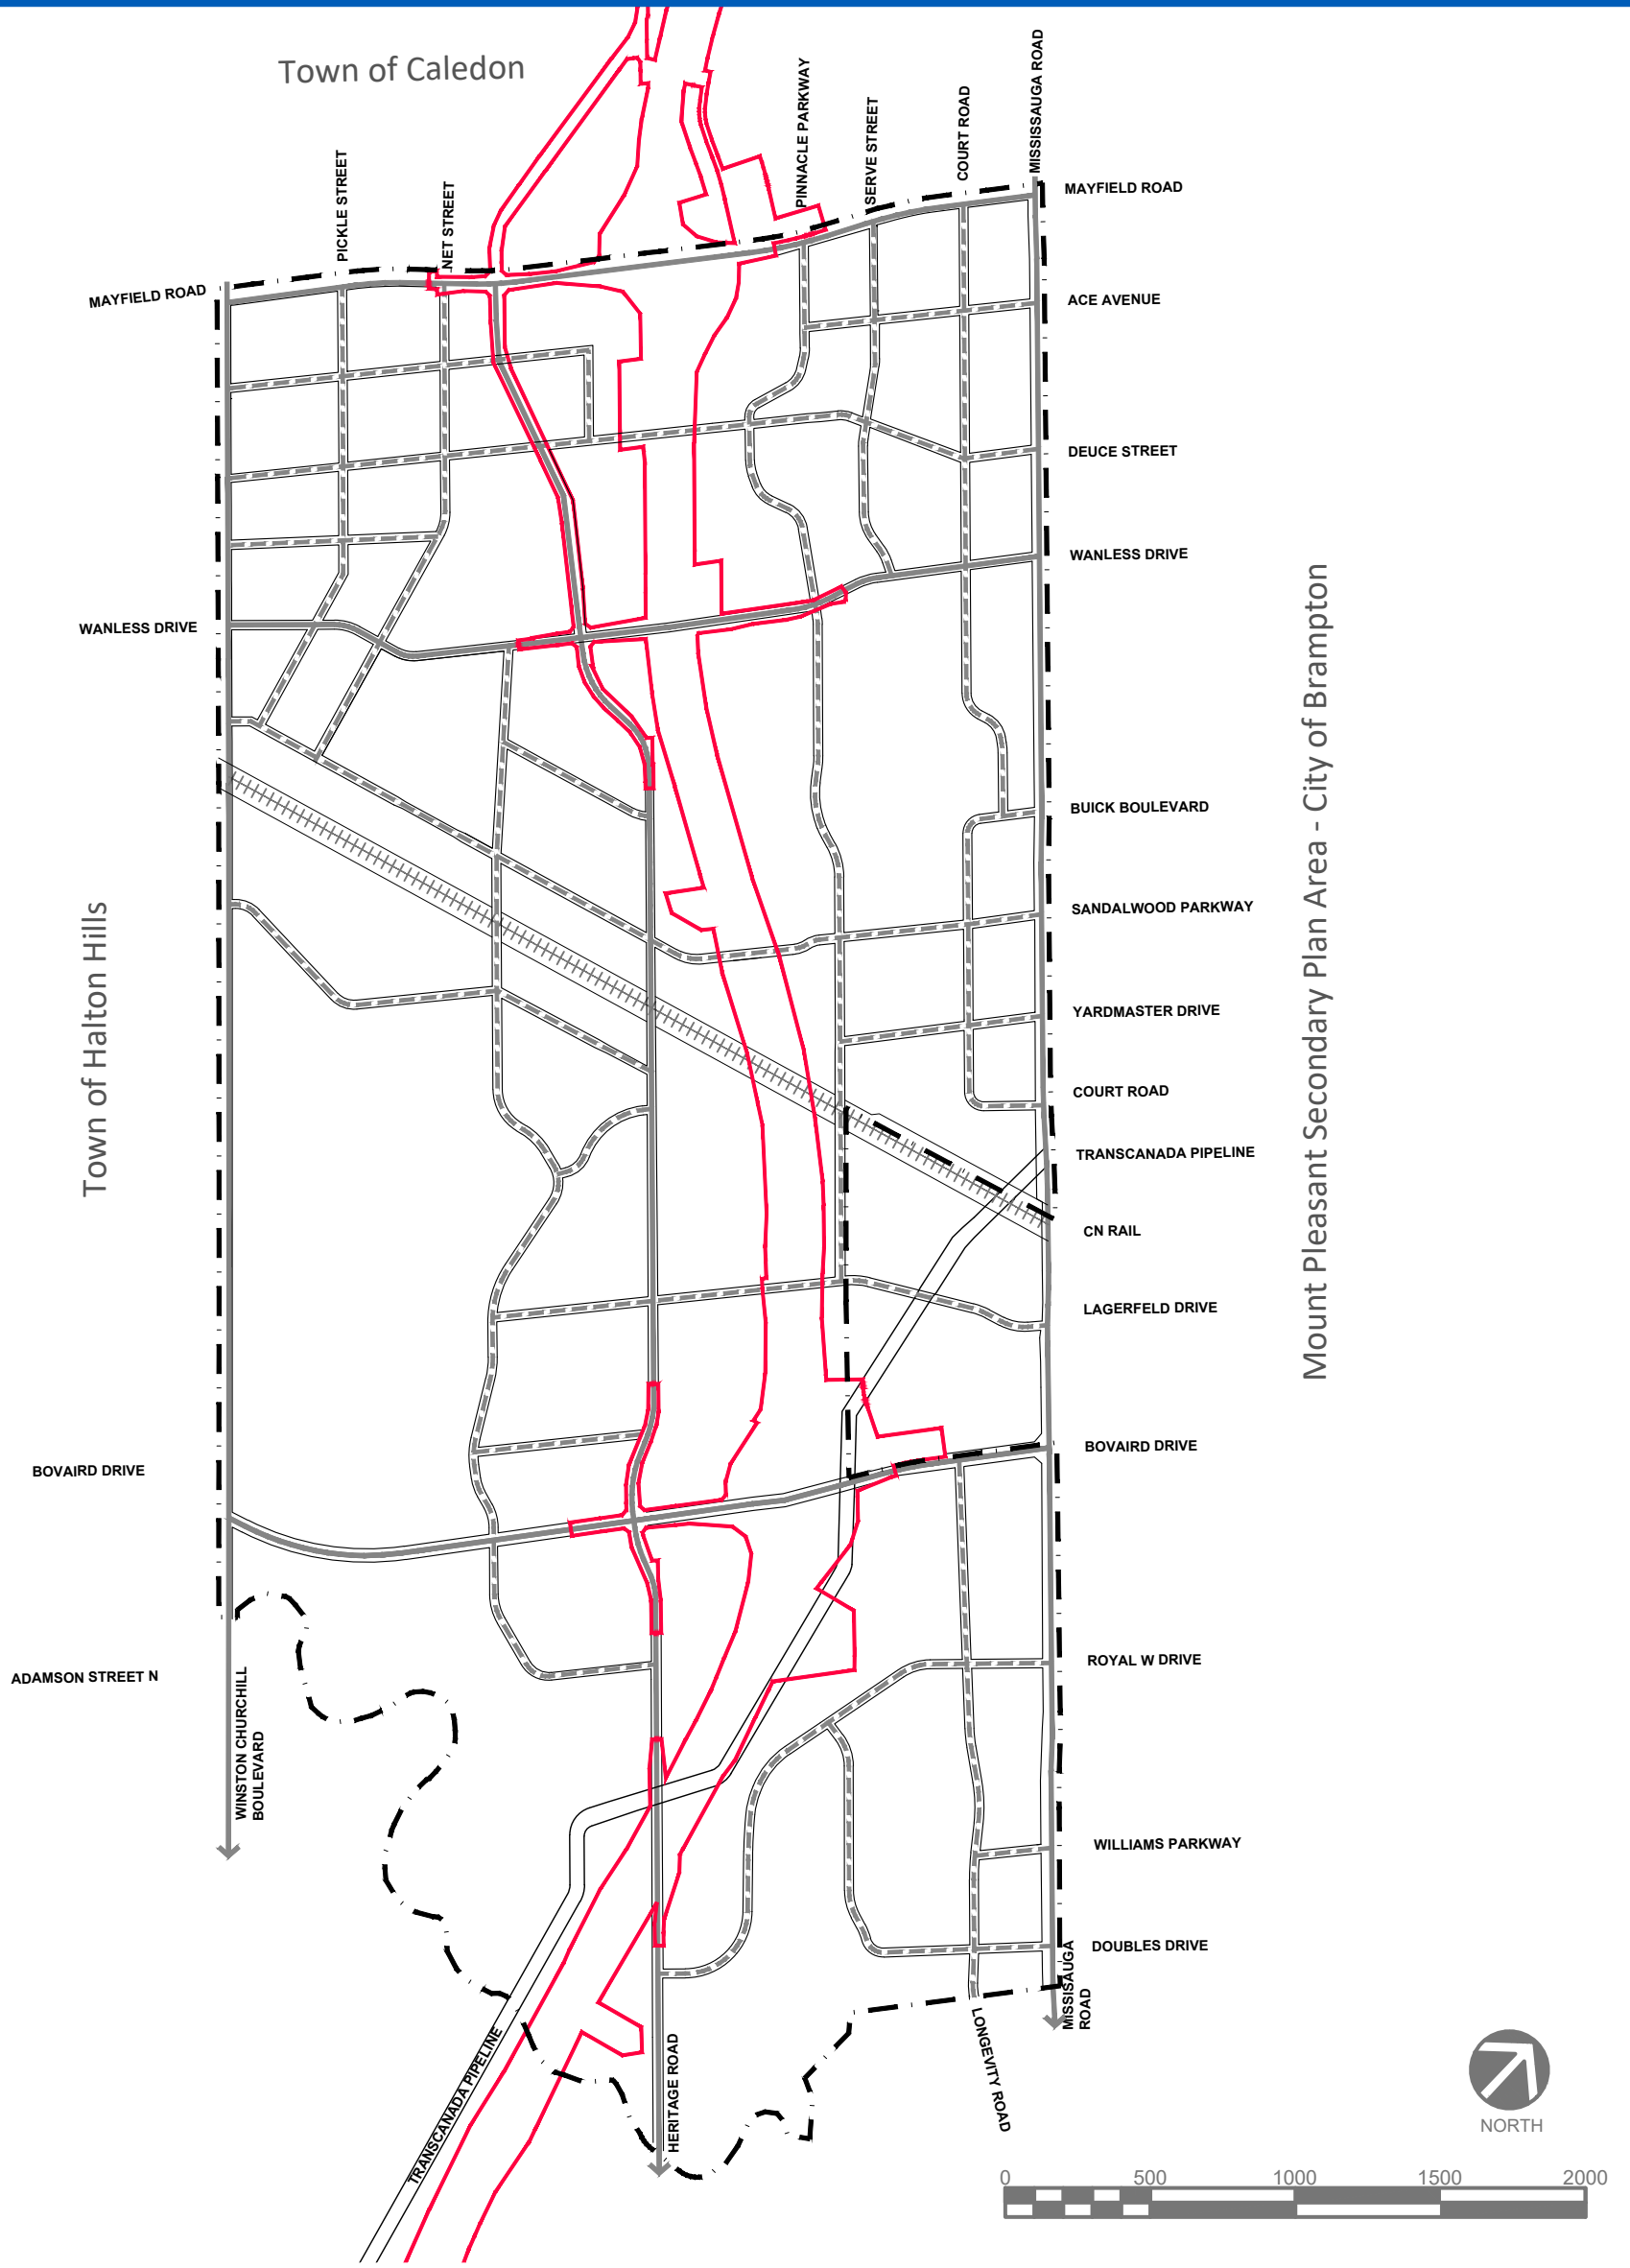 Town of Caledon
PICKLE STREET
NET STREET
PINNACLE PARKWAY
SERVE STREET
COURT ROAD
MISSISSAUGA ROAD
MAYFIELD ROAD
MAYFIELD ROAD
ACE AVENUE
DEUCE STREET
WANLESS DRIVE
WANLESS DRIVE
BUICK BOULEVARD
SANDALWOOD PARKWAY
YARDMASTER DRIVE
COURT ROAD
TRANSCANADA PIPELINE
CN RAIL
LAGERFELD DRIVE
BOVAIRD DRIVE
BOVAIRD DRIVE
Town of Halton Hills
Mount Pleasant Secondary Plan Area - City of Brampton
ROYAL W DRIVE
ADAMSON STREET N
WINSTON CHURCHILL
BOULEVARD
WILLIAMS PARKWAY
DOUBLES DRIVE
MISSISAUGA
ROAD
LONGEVITY ROAD
HERITAGE ROAD
TRANSCANADA PIPELINE
NORTH
0 500 1000 1500 2000